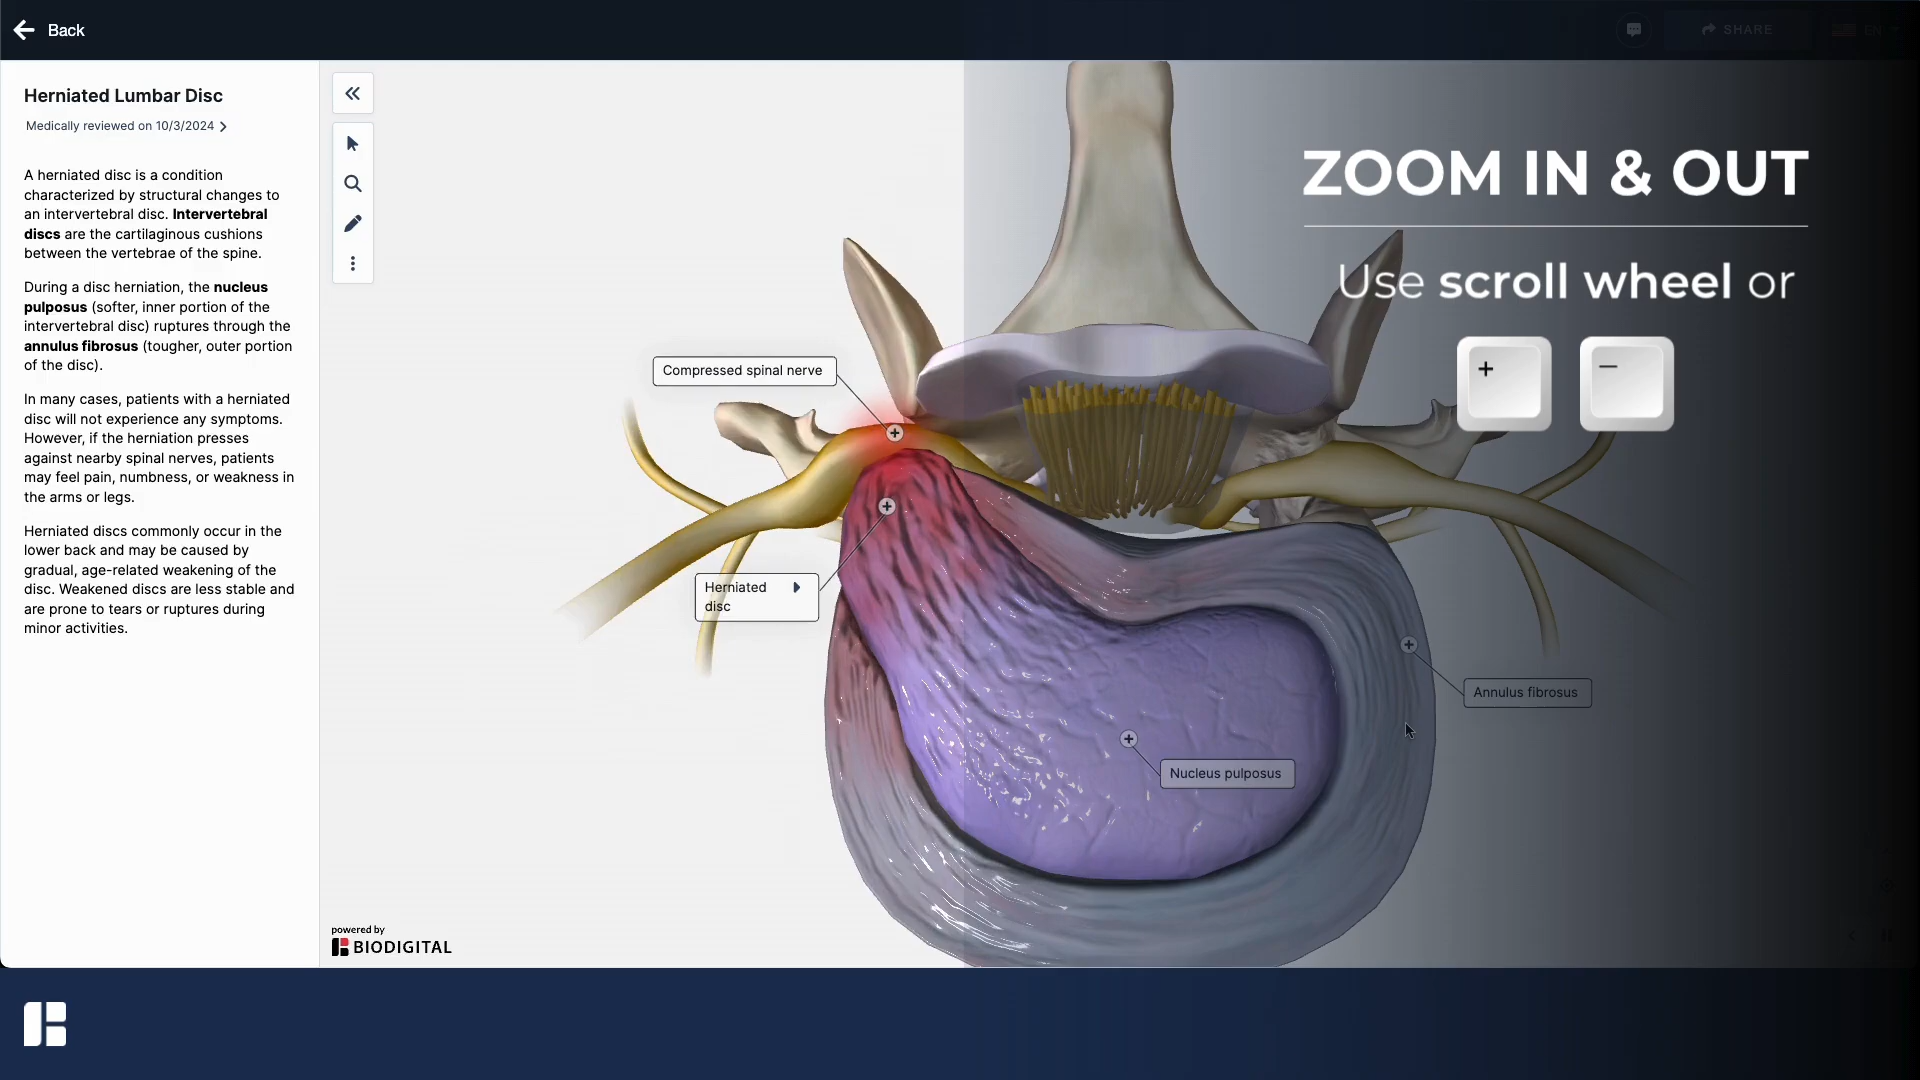 Back
SHARE
EN
Herniated Lumbar Disc
Medically reviewed on 10/3/2024
A herniated disc is a condition
characterized by structural changes to
an intervertebral disc. Intervertebral
discs are the cartilaginous cushions
between the vertebrae of the spine.
During a disc herniation, the nucleus
pulposus (softer, inner portion of the
intervertebral disc) ruptures through the
annulus fibrosus (tougher, outer portion
of the disc).
In many cases, patients with a herniated
disc will not experience any symptoms.
However, if the herniation presses
against nearby spinal nerves, patients
may feel pain, numbness, or weakness in
the arms or legs.
Herniated discs commonly occur in the
lower back and may be caused by
gradual, age-related weakening of the
disc. Weakened discs are less stable and
are prone to tears or ruptures during
minor activities.
ZOOM IN & OUT
Use scroll wheel or
+ −
Compressed spinal nerve
Herniated
disc
Annulus fibrosus
Nucleus pulposus
powered by
BIODIGITAL